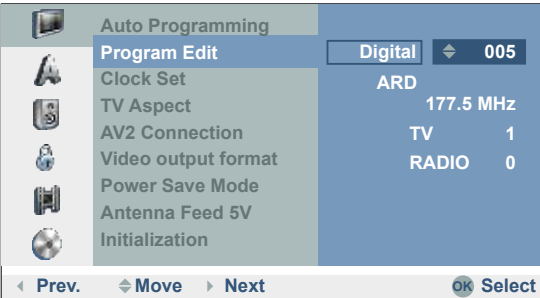 Auto Programming
Program Edit
Digital 005
Clock Set
ARD
TV Aspect
177.5 MHz
AV2 Connection
TV 1
Video output format
RADIO 0
Power Save Mode
Antenna Feed 5V
Initialization
Prev. Move Next OK Select